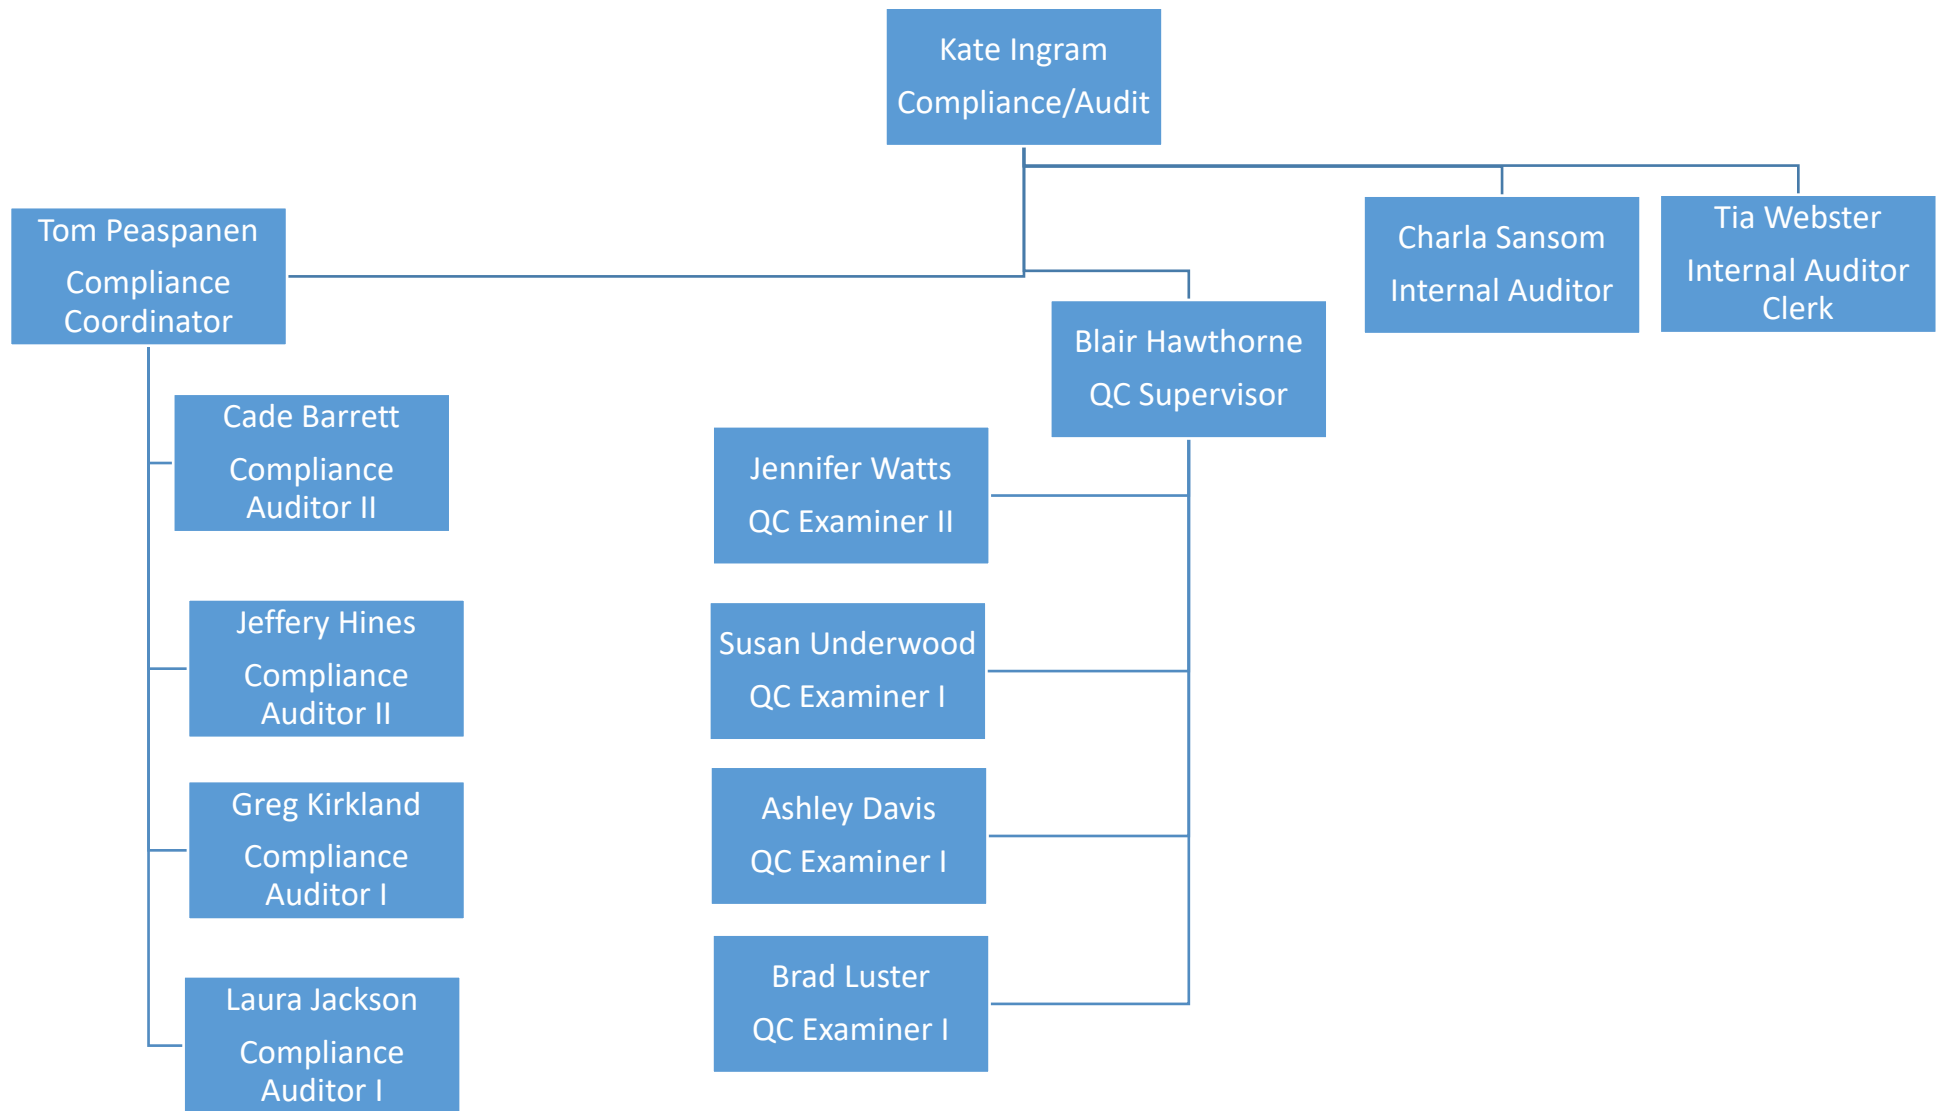 Kate Ingram
Compliance/Audit
Tom Peaspanen
Compliance
Coordinator
Charla Sansom
Internal Auditor
Tia Webster
Internal Auditor
Clerk
Blair Hawthorne
QC Supervisor
Cade Barrett
Compliance
Auditor II
Jeffery Hines
Compliance
Auditor II
Greg Kirkland
Compliance
Auditor I
Laura Jackson
Compliance
Auditor I
Jennifer Watts
QC Examiner II
Susan Underwood
QC Examiner I
Ashley Davis
QC Examiner I
Brad Luster
QC Examiner I